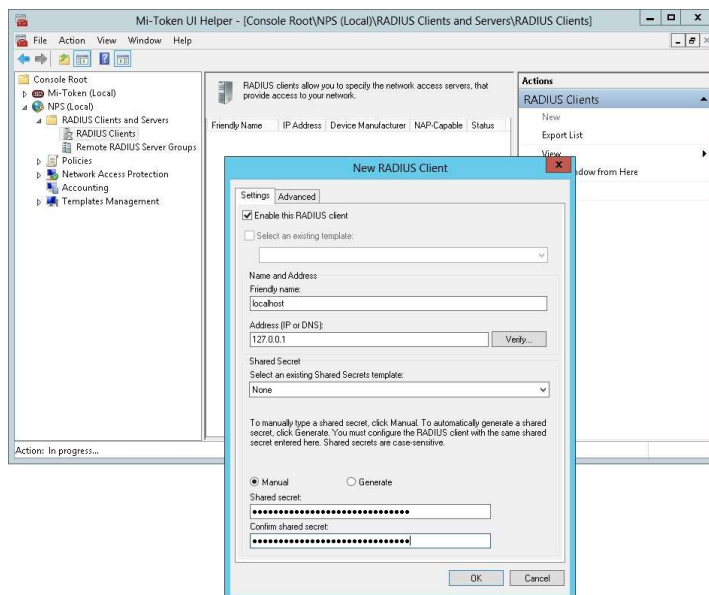 Mi-Token UI Helper - [Console Root\NPS (Local)\RADIUS Clients and Servers\RADIUS Clients]
File Action View Window Help
Console Root
Mi-Token (Local)
NPS (Local)
RADIUS Clients and Servers
RADIUS Clients
Remote RADIUS Server Groups
Policies
Network Access Protection
Accounting
Templates Management
RADIUS clients allow you to specify the network access servers, that
provide access to your network.
Friendly Name IP Address Device Manufacturer NAP-Capable Status
Actions
RADIUS Clients
New
Export List
View
dow from Here
New RADIUS Client
Settings Advanced
Enable this RADIUS client
Select an existing template:
Name and Address
Friendly name:
localhost
Address (IP or DNS):
127.0.0.1 Verify...
Shared Secret
Select an existing Shared Secrets template:
None
To manually type a shared secret, click Manual. To automatically generate a shared
secret, click Generate. You must configure the RADIUS client with the same shared
secret entered here. Shared secrets are case-sensitive.
Manual Generate
Shared secret:
Confirm shared secret:
OK Cancel
Action: In progress...